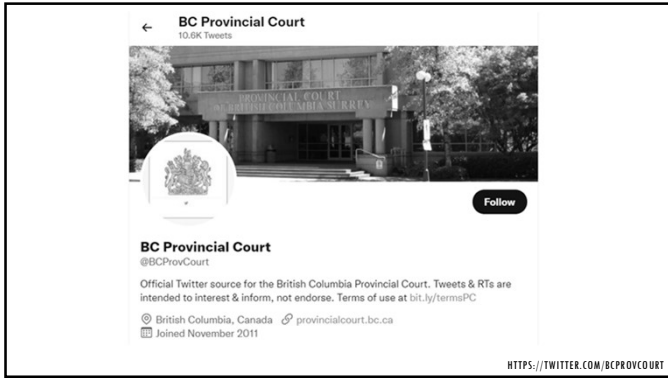 BC Provincial Court
10.6K Tweets
PROVINCIAL COURT
OF BRITISH COLUMBIA SURREY
Follow
BC Provincial Court
@BCProvCourt
Official Twitter source for the British Columbia Provincial Court. Tweets & RTs are
intended to interest & inform, not endorse. Terms of use at bit.ly/termsPC
British Columbia, Canada provincialcourt.bc.ca
Joined November 2011
HTTPS://TWITTER.COM/BCPROVCOURT